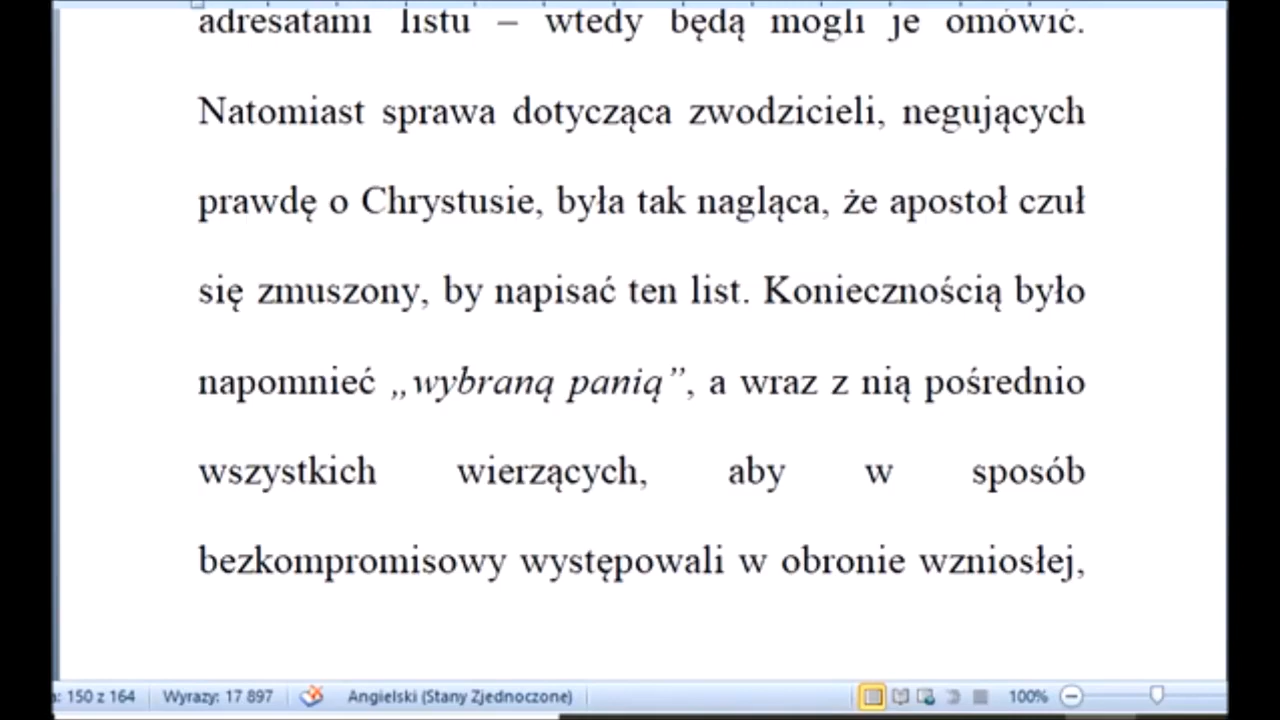 adresatami listu – wtedy będą mogli je omówić.
Natomiast sprawa dotycząca zwodzicieli, negujących
prawdę o Chrystusie, była tak nagląca, że apostoł czuł
się zmuszony, by napisać ten list. Koniecznością było
napomnieć „wybraną panią”, a wraz z nią pośrednio
wszystkich wierzących, aby w sposób
bezkompromisowy występowali w obronie wzniosłej,
: 150 z 164 Wyrazy: 17 897 Angielski (Stany Zjednoczone) 100%